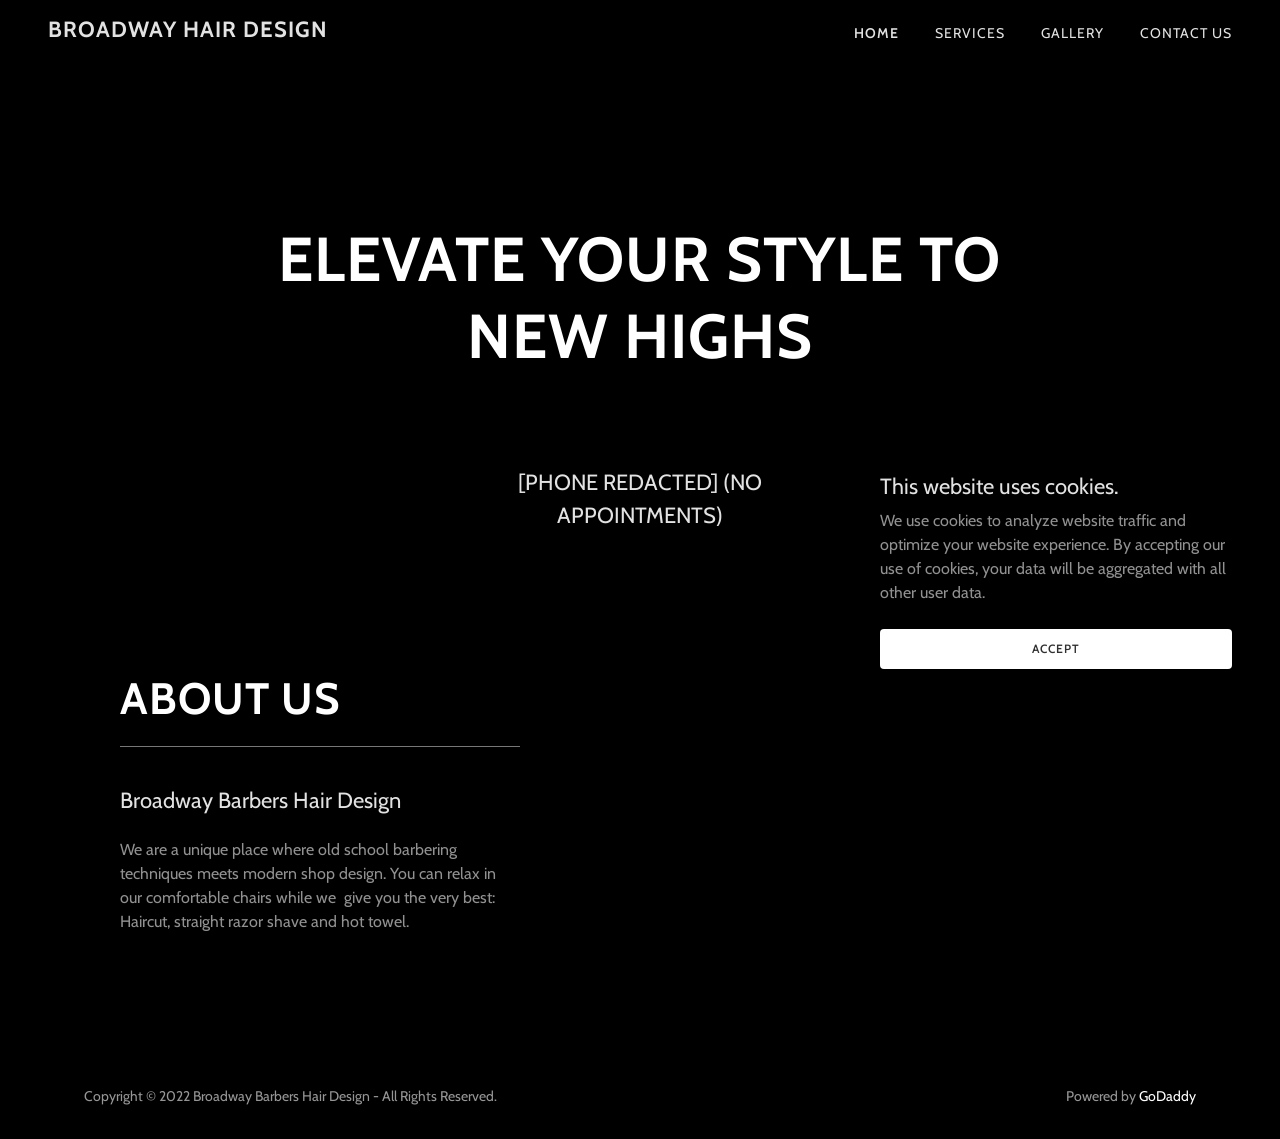 BROADWAY HAIR DESIGN
HOME SERVICES GALLERY CONTACT US
ELEVATE YOUR STYLE TO
NEW HIGHS
[PHONE REDACTED] (NO
APPOINTMENTS)
This website uses cookies.
We use cookies to analyze website traffic and
optimize your website experience. By accepting our
use of cookies, your data will be aggregated with all
other user data.
ACCEPT
ABOUT US
Broadway Barbers Hair Design
We are a unique place where old school barbering
techniques meets modern shop design. You can relax in
our comfortable chairs while we  give you the very best:
Haircut, straight razor shave and hot towel.
Copyright © 2022 Broadway Barbers Hair Design - All Rights Reserved.
Powered by GoDaddy